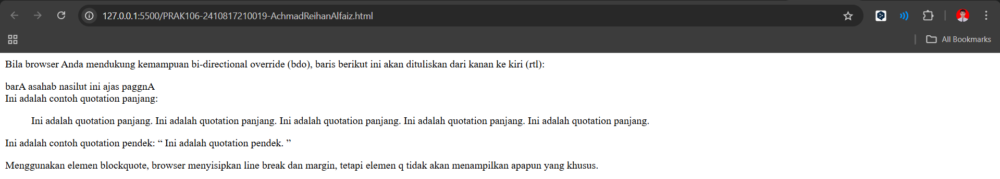 127.0.0.1:5500/PRAK106-2410817210019-AchmadReihanAlfaiz.html
All Bookmarks
Bila browser Anda mendukung kemampuan bi-directional override (bdo), baris berikut ini akan dituliskan dari kanan ke kiri (rtl):
barA asahab nasilut ini ajas paggnA
Ini adalah contoh quotation panjang:
Ini adalah quotation panjang. Ini adalah quotation panjang. Ini adalah quotation panjang. Ini adalah quotation panjang. Ini adalah quotation panjang.
Ini adalah contoh quotation pendek: “ Ini adalah quotation pendek. ”
Menggunakan elemen blockquote, browser menyisipkan line break dan margin, tetapi elemen q tidak akan menampilkan apapun yang khusus.